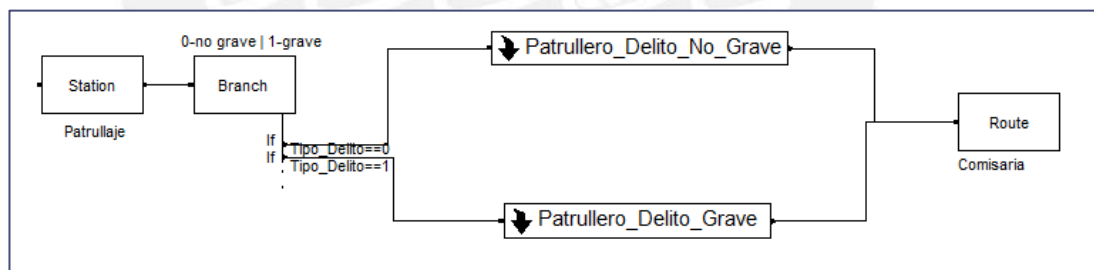 0-no grave | 1-grave
Station
Branch
Patrullaje
If
Tipo_Delito==0
If
Tipo_Delito==1
Patrullero_Delito_No_Grave
Patrullero_Delito_Grave
Route
Comisaria